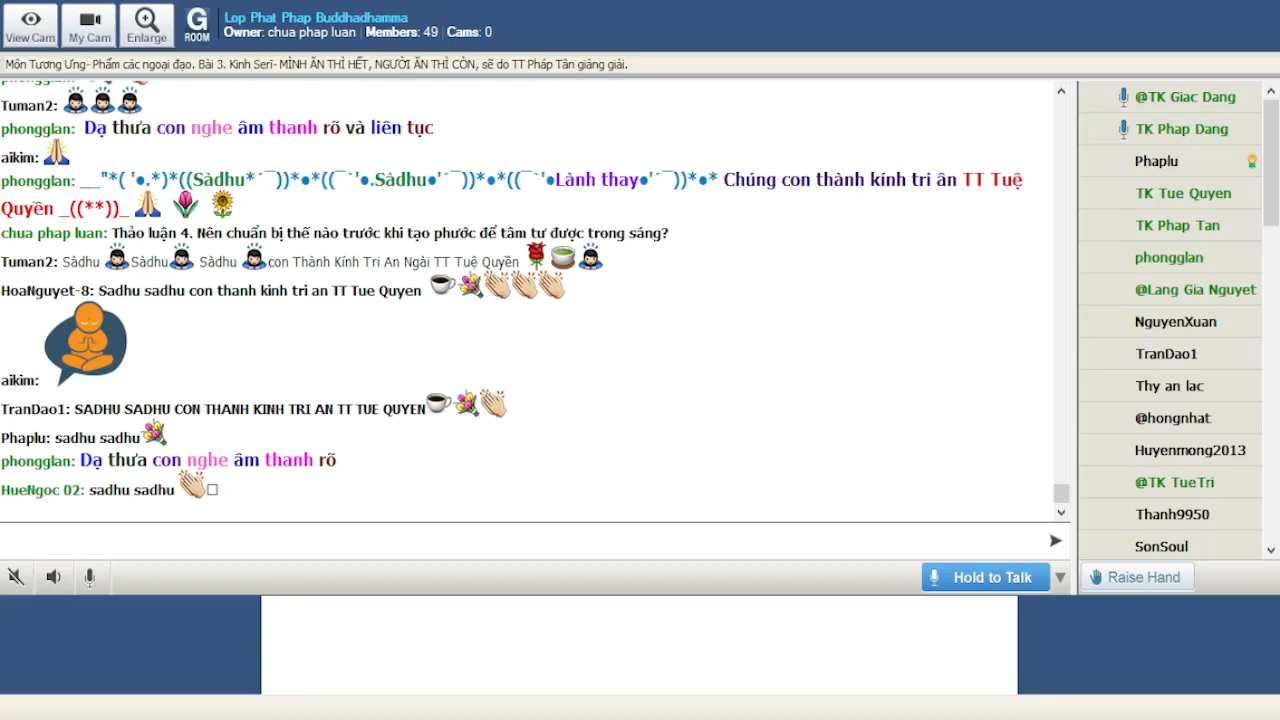 View Cam
My Cam
Enlarge
G
ROOM
Lop Phat Phap Buddhadhamma
Owner: chua phap luan | Members: 49 | Cams: 0
Môn Tương Ưng- Phẩm các ngoại đạo. Bài 3. Kinh Serī- MÌNH ĂN THÌ HẾT, NGƯỜI ĂN THÌ CÒN, sẽ do TT Pháp Tân giảng giải.
Tuman2:
phongglan: Dạ thưa con nghe âm thanh rõ và liên tục
aikim:
phongglan: __"*( '●.*)*((Sàdhu*´¯))*●*((¯`'●.Sàdhu●'´¯))*●*((¯`'●Lành thay●'´¯))*●* Chúng con thành kính tri ân TT Tuệ
Quyền _((**))_
chua phap luan: Thảo luận 4. Nên chuẩn bị thế nào trước khi tạo phước để tâm tư được trong sáng?
Tuman2: Sàdhu Sàdhu Sàdhu con Thành Kính Tri An Ngài TT Tuệ Quyền
HoaNguyet-8: Sadhu sadhu con thanh kinh tri an TT Tue Quyen
aikim:
TranDao1: SADHU SADHU CON THANH KINH TRI AN TT TUE QUYEN
Phaplu: sadhu sadhu
phongglan: Dạ thưa con nghe âm thanh rõ
HueNgoc 02: sadhu sadhu
Hold to Talk
@TK Giac Dang
TK Phap Dang
Phaplu
TK Tue Quyen
TK Phap Tan
phongglan
@Lang Gia Nguyet
NguyenXuan
TranDao1
Thy an lac
@hongnhat
Huyenmong2013
@TK TueTri
Thanh9950
SonSoul
Raise Hand